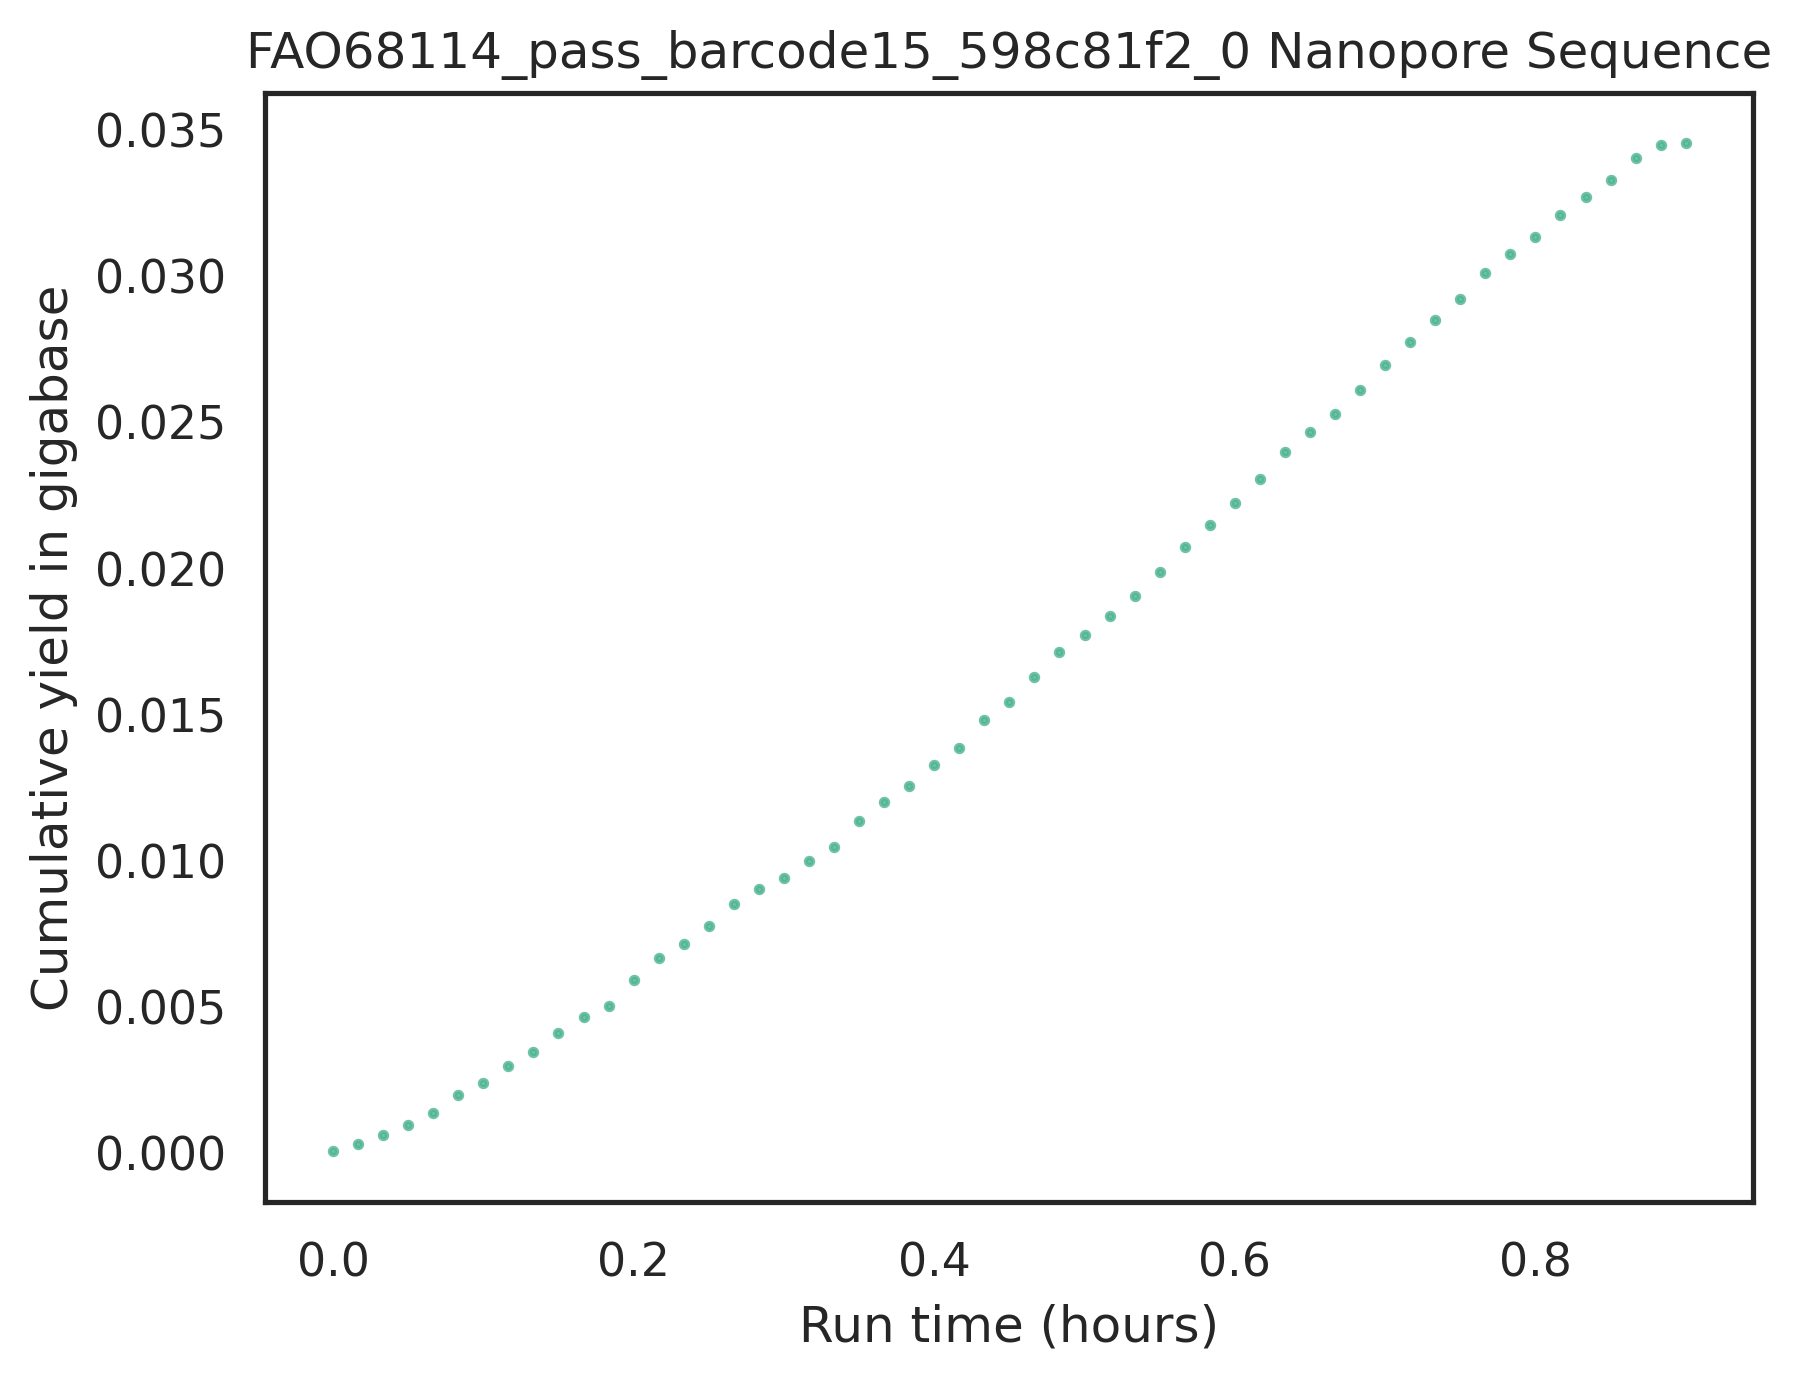 FAO68114_pass_barcode15_598c81f2_0 Nanopore Sequence
Cumulative yield in gigabase
0.035
0.030
0.025
0.020
0.015
0.010
0.005
0.000
0.0 0.2 0.4 0.6 0.8
Run time (hours)